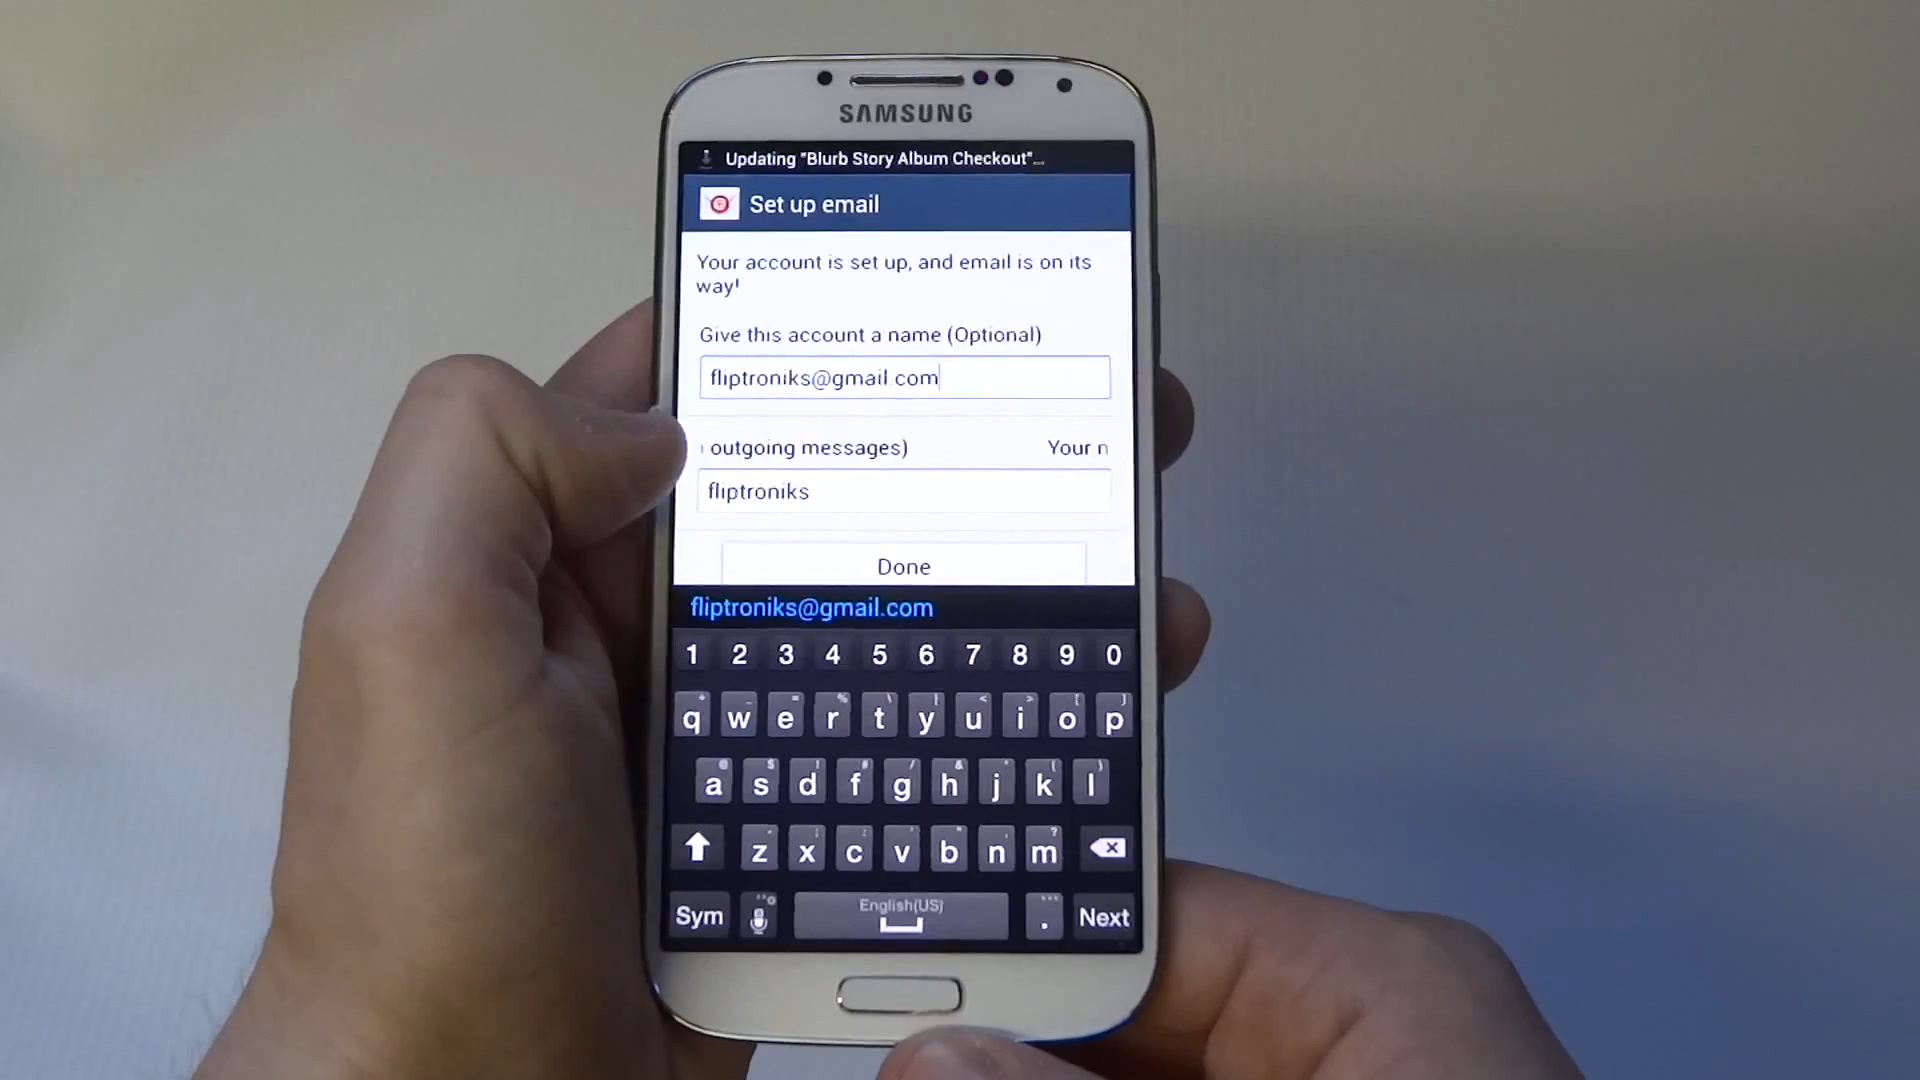 SAMSUNG
Updating "Blurb Story Album Checkout"...
Set up email
Your account is set up, and email is on its
way!
Give this account a name (Optional)
fliptroniks@gmail.com
outgoing messages) Your n
fliptroniks
Done
fliptroniks@gmail.com
1 2 3 4 5 6 7 8 9 0
q w e r t y u i o p
a s d f g h j k l
z x c v b n m
English(US)
Sym . Next